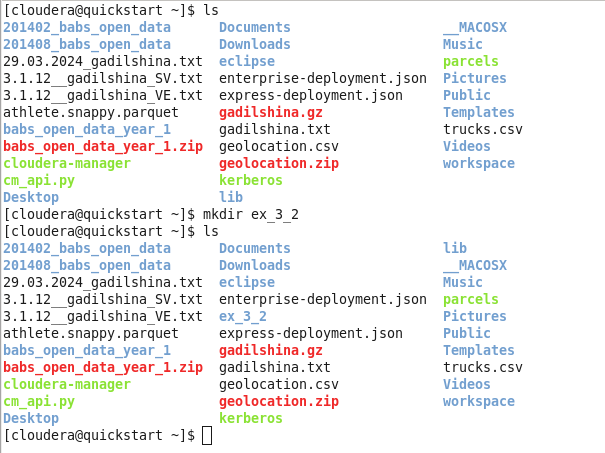 [cloudera@quickstart ~]$ ls
201402_babs_open_data Documents __MACOSX
201408_babs_open_data Downloads Music
29.03.2024_gadilshina.txt eclipse parcels
3.1.12__gadilshina_SV.txt enterprise-deployment.json Pictures
3.1.12__gadilshina_VE.txt express-deployment.json Public
athlete.snappy.parquet gadilshina.gz Templates
babs_open_data_year_1 gadilshina.txt trucks.csv
babs_open_data_year_1.zip geolocation.csv Videos
cloudera-manager geolocation.zip workspace
cm_api.py kerberos
Desktop lib
[cloudera@quickstart ~]$ mkdir ex_3_2
[cloudera@quickstart ~]$ ls
201402_babs_open_data Documents lib
201408_babs_open_data Downloads __MACOSX
29.03.2024_gadilshina.txt eclipse Music
3.1.12__gadilshina_SV.txt enterprise-deployment.json parcels
3.1.12__gadilshina_VE.txt ex_3_2 Pictures
athlete.snappy.parquet express-deployment.json Public
babs_open_data_year_1 gadilshina.gz Templates
babs_open_data_year_1.zip gadilshina.txt trucks.csv
cloudera-manager geolocation.csv Videos
cm_api.py geolocation.zip workspace
Desktop kerberos
[cloudera@quickstart ~]$